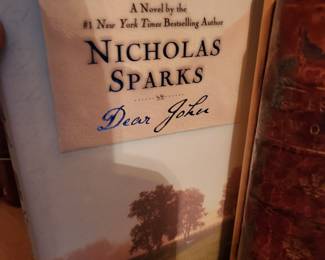 A Novel by the
#1 New York Times Bestselling Author
NICHOLAS
SPARKS
Dear John